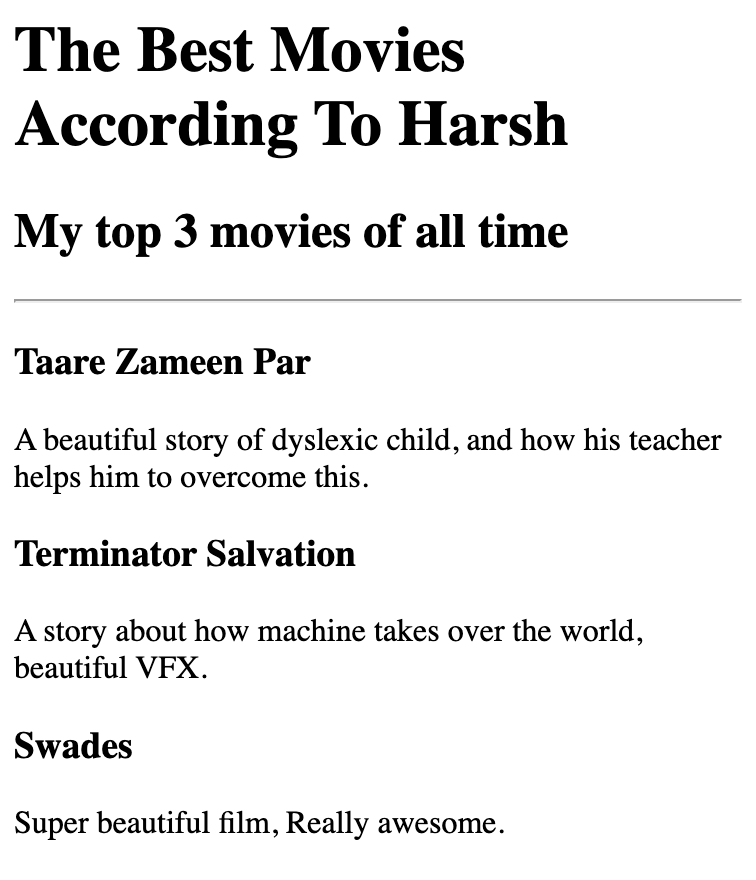 The Best Movies
According To Harsh
My top 3 movies of all time
Taare Zameen Par
A beautiful story of dyslexic child, and how his teacher
helps him to overcome this.
Terminator Salvation
A story about how machine takes over the world,
beautiful VFX.
Swades
Super beautiful film, Really awesome.